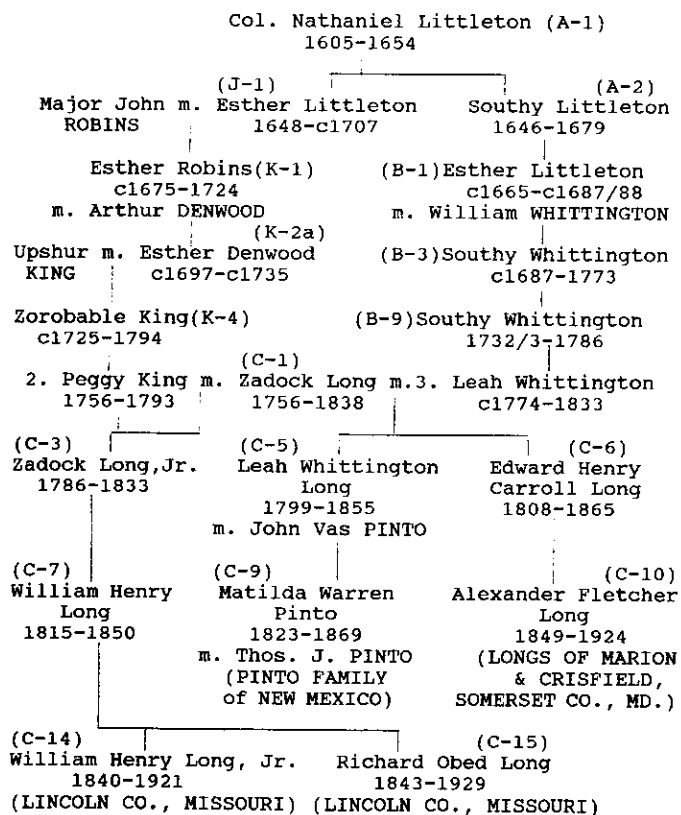 Col. Nathaniel Littleton (A-1)
1605-1654
(J-1) (A-2)
Major John m. Esther Littleton Southy Littleton
ROBINS 1648-c1707 1646-1679
Esther Robins(K-1) (B-1)Esther Littleton
c1675-1724 c1665-c1687/88
m. Arthur DENWOOD m. William WHITTINGTON
(K-2a)
Upshur m. Esther Denwood (B-3)Southy Whittington
KING c1697-c1735 c1687-1773
Zorobable King(K-4) (B-9)Southy Whittington
c1725-1794 1732/3-1786
(C-1)
2. Peggy King m. Zadock Long m.3. Leah Whittington
1756-1793 1756-1838 c1774-1833
(C-3) (C-5) (C-6)
Zadock Long,Jr. Leah Whittington Edward Henry
1786-1833 Long Carroll Long
1799-1855 1808-1865
m. John Vas PINTO
(C-7) (C-9) (C-10)
William Henry Matilda Warren Alexander Fletcher
Long Pinto Long
1815-1850 1823-1869 1849-1924
m. Thos. J. PINTO (LONGS OF MARION
(PINTO FAMILY & CRISFIELD,
of NEW MEXICO) SOMERSET CO., MD.)
(C-14) (C-15)
William Henry Long, Jr. Richard Obed Long
1840-1921 1843-1929
(LINCOLN CO., MISSOURI) (LINCOLN CO., MISSOURI)